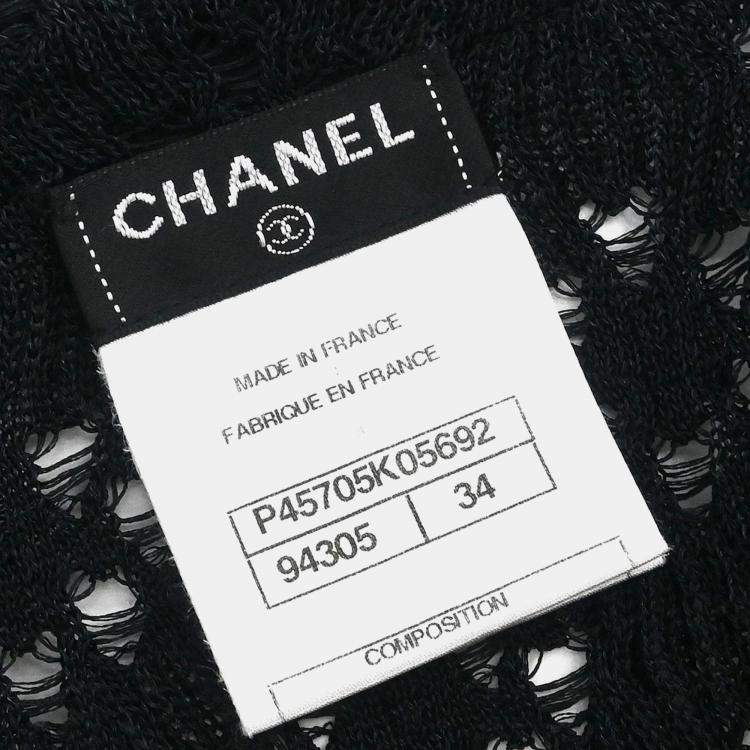 CHANEL
MADE IN FRANCE
FABRIQUE EN FRANCE
P45705K05692
94305 34
COMPOSITION